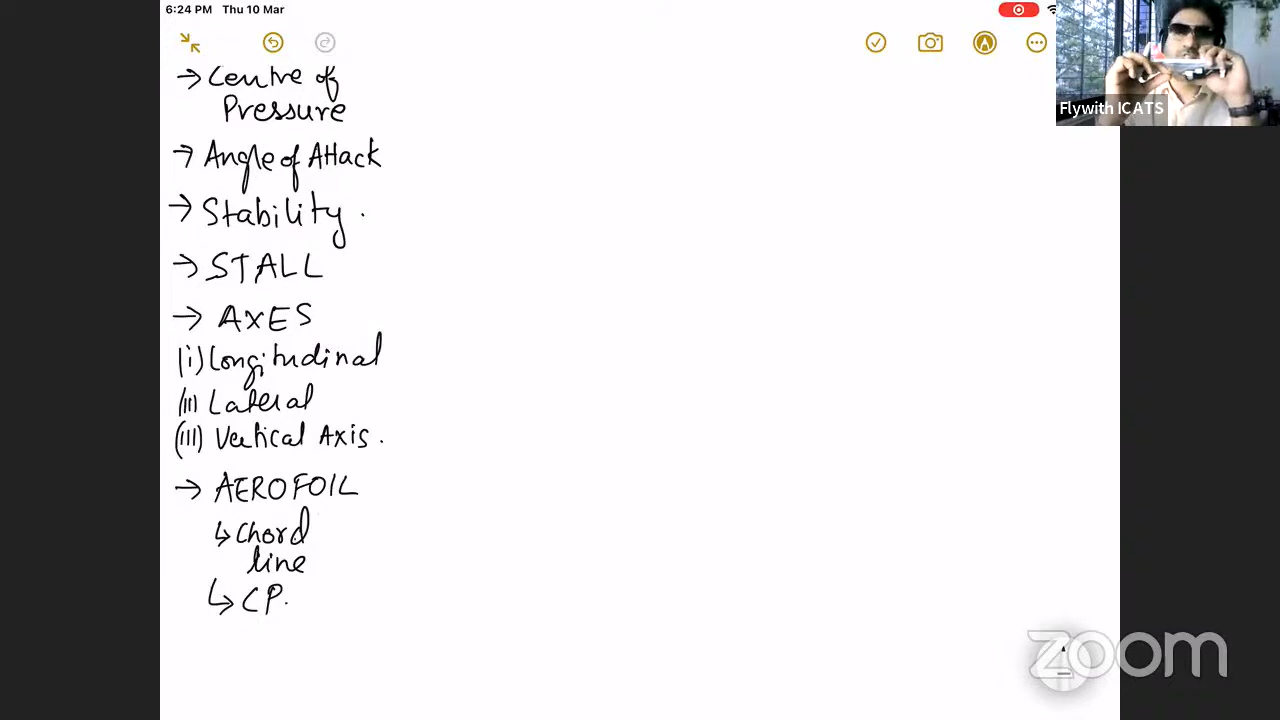 6:24 PM Thu 10 Mar
Flywith ICATS
→ Centre of
Pressure
→ Angle of Attack
→ Stability.
→ STALL
→ AXES
(i) Longitudinal
(II) Lateral
(III) Vertical Axis.
→ AEROFOIL
↳ Chord
line
↳ CP.
zoom